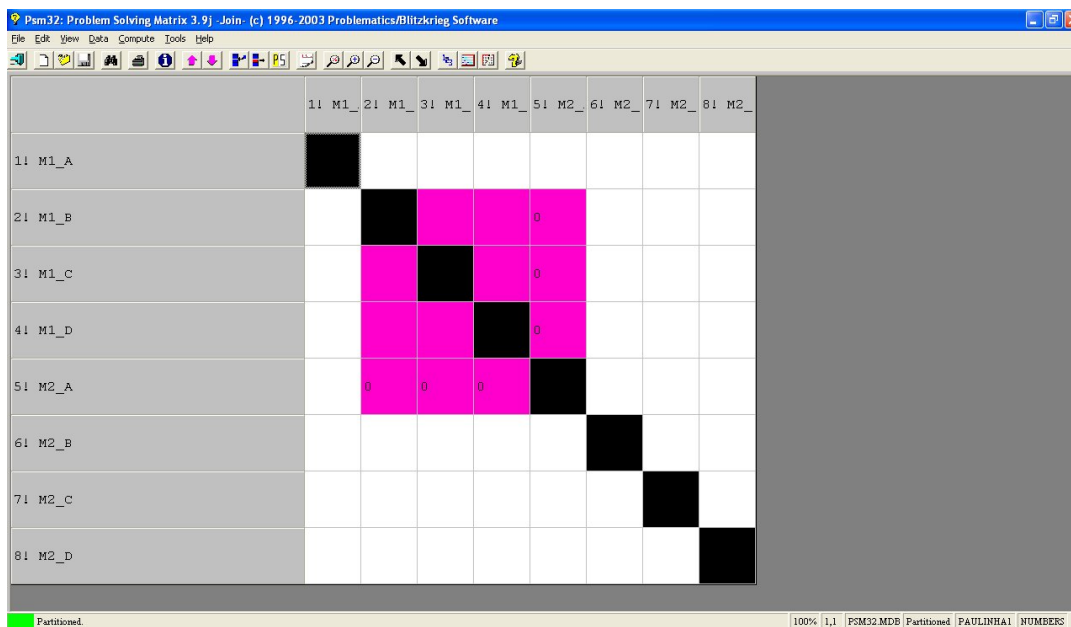 Psm32: Problem Solving Matrix 3.9j -Join- (c) 1996-2003 Problematics/Blitzkrieg Software
File Edit View Data Compute Tools Help
PS
1! M1_ 2! M1_ 3! M1_ 4! M1_ 5! M2_ 6! M2_ 7! M2_ 8! M2_
1! M1_A
2! M1_B 0
3! M1_C 0
4! M1_D 0
5! M2_A 0 0 0
6! M2_B
7! M2_C
8! M2_D
Partitioned. 100% 1,1 PSM32.MDB Partitioned PAULINHA1 NUMBERS